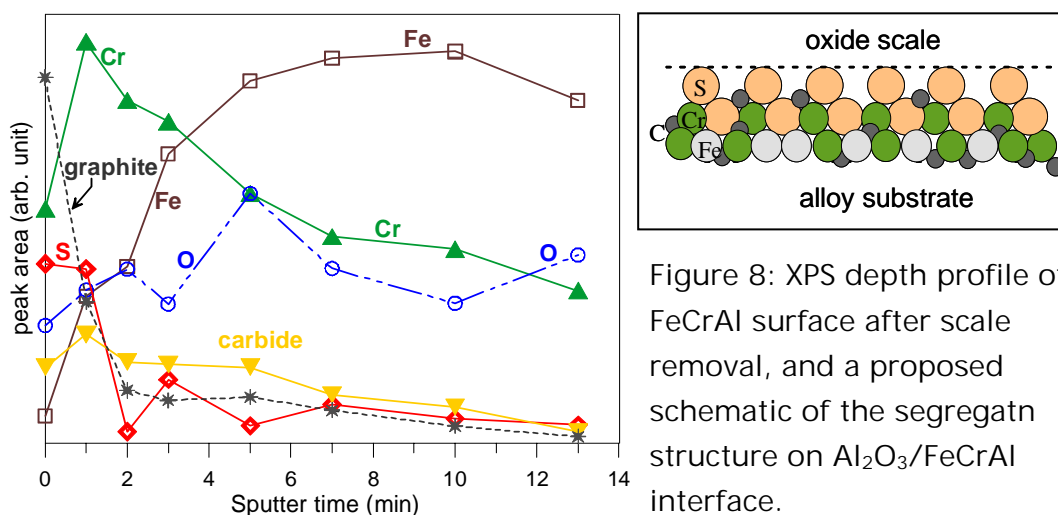 peak area (arb. unit)
Cr
Fe
graphite
Fe
S
O
Cr
O
carbide
0 2 4 6 8 10 12 14
Sputter time (min)
oxide scale
S
C Cr
Fe
alloy substrate
Figure 8: XPS depth profile of
FeCrAl surface after scale
removal, and a proposed
schematic of the segregatn
structure on Al₂O₃/FeCrAl
interface.